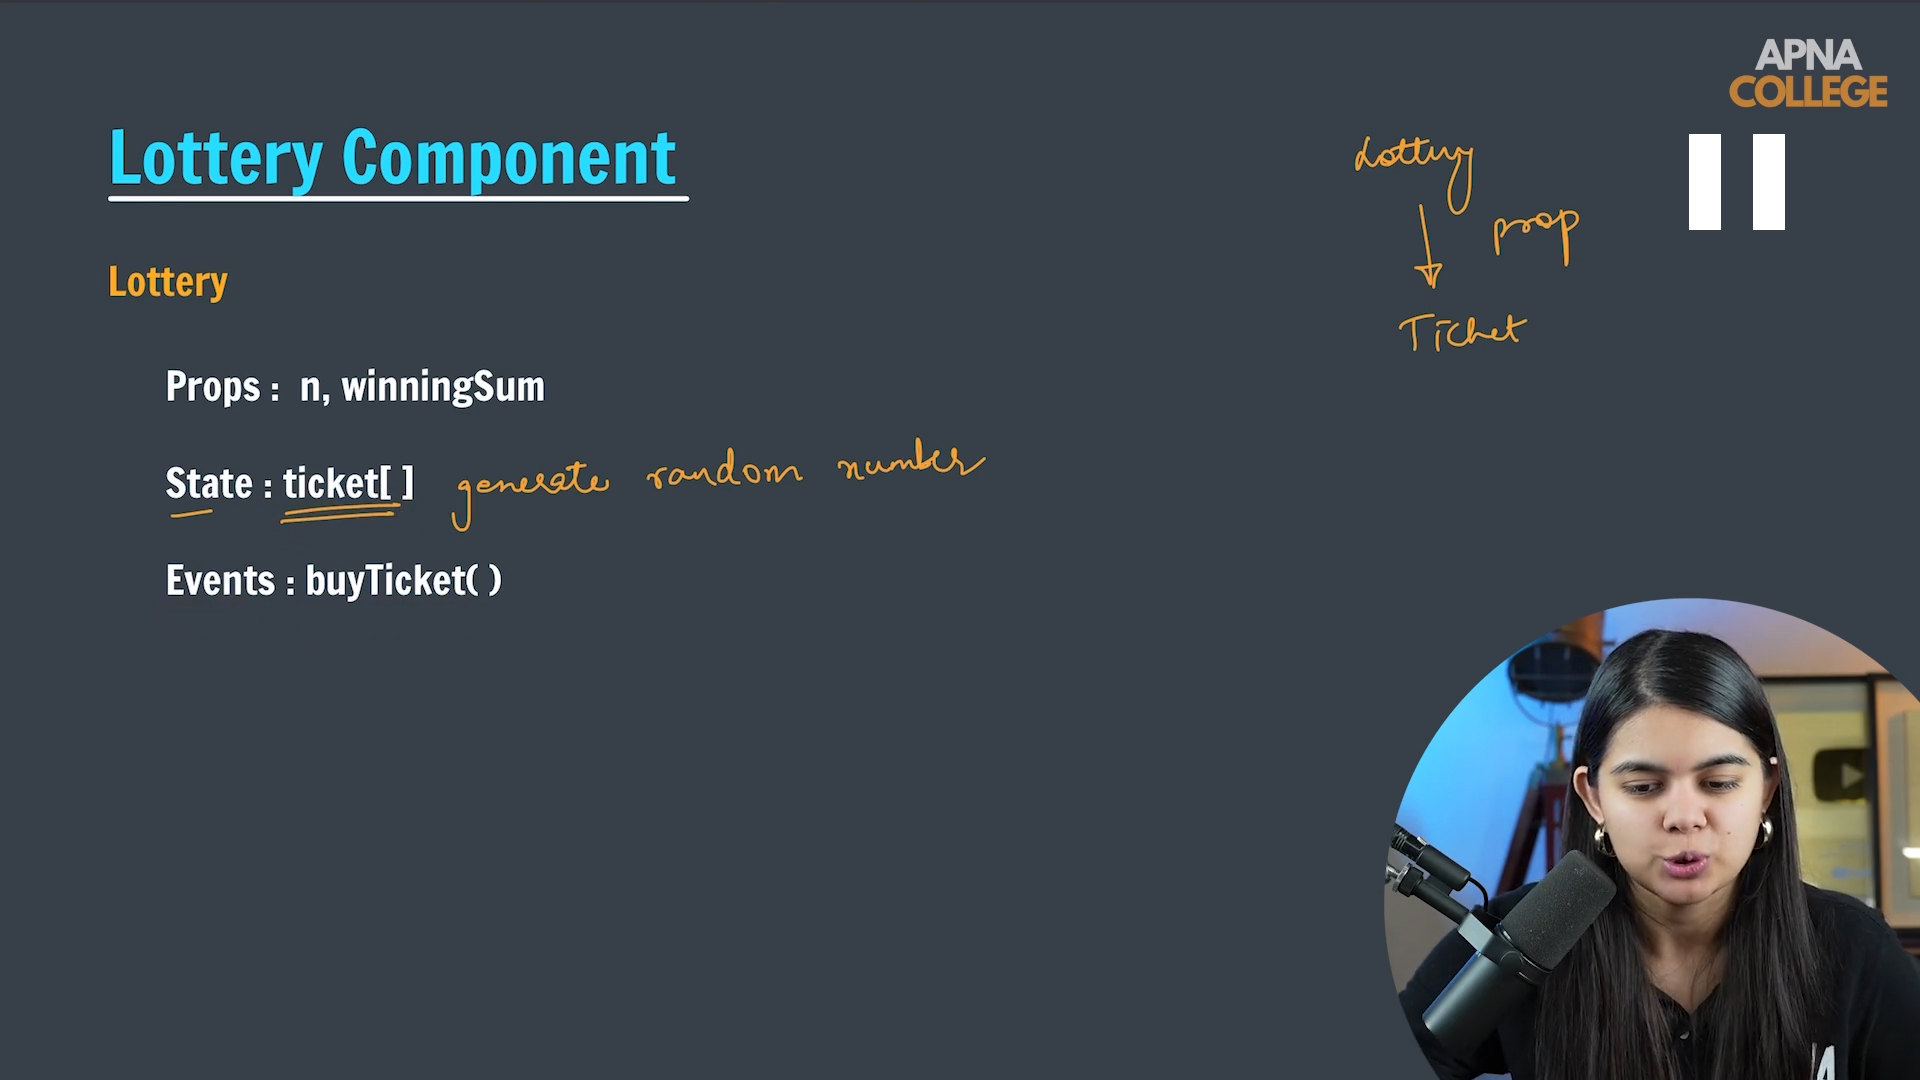 APNA
COLLEGE
Lottery Component
Lottery
prop
Ticket
Lottery
Props : n, winningSum
State : ticket[ ] generate random number
Events : buyTicket( )